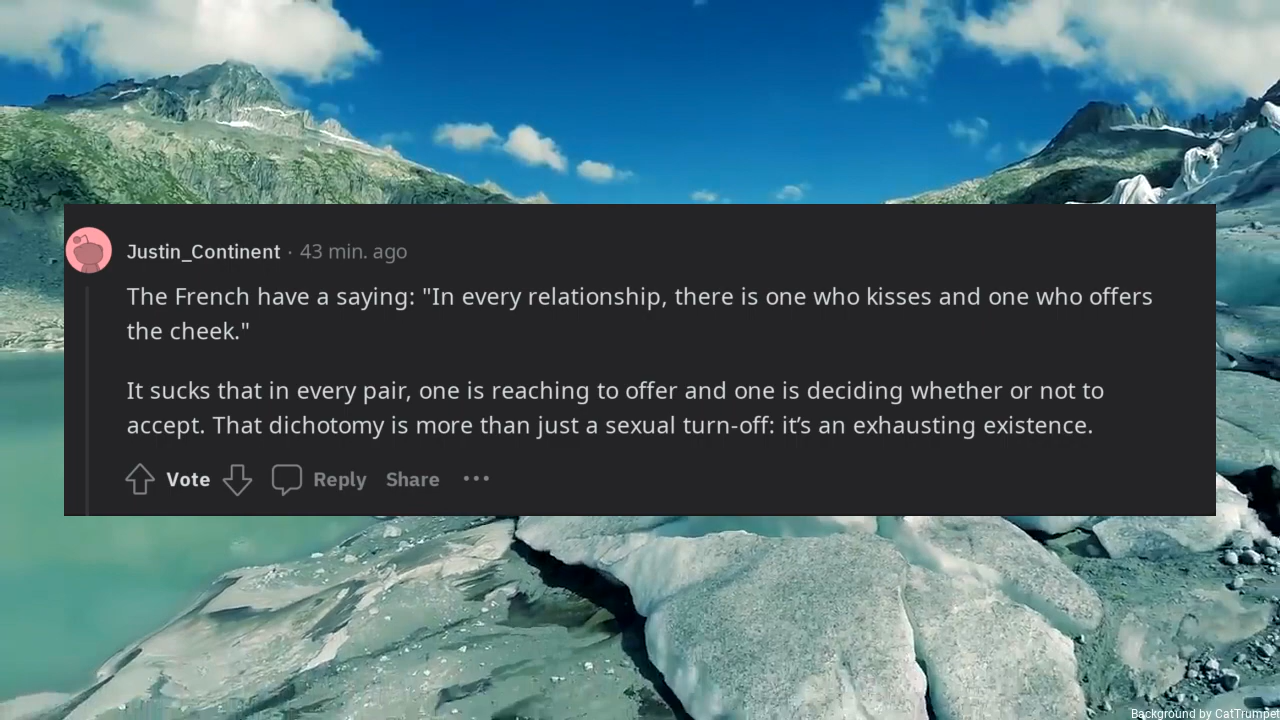 Justin_Continent · 43 min. ago
The French have a saying: "In every relationship, there is one who kisses and one who offers
the cheek."
It sucks that in every pair, one is reaching to offer and one is deciding whether or not to
accept. That dichotomy is more than just a sexual turn-off: it’s an exhausting existence.
Vote Reply Share
Background by CatTrumpet